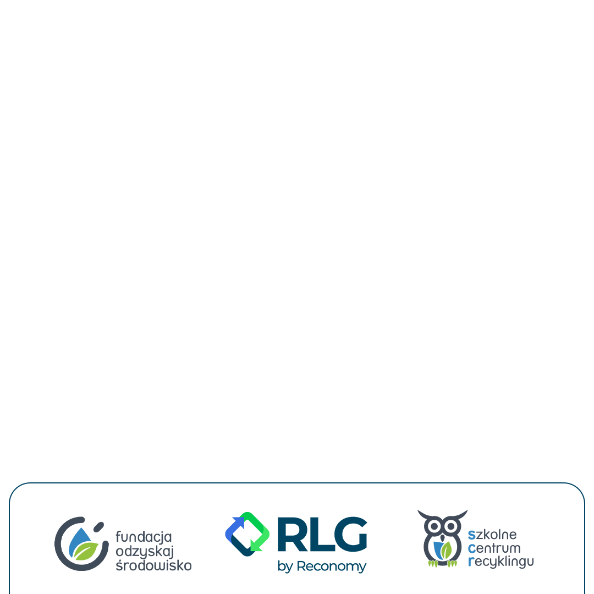 fundacja
odzyskaj
środowisko
RLG
by Reconomy
szkolne
centrum
recyklingu